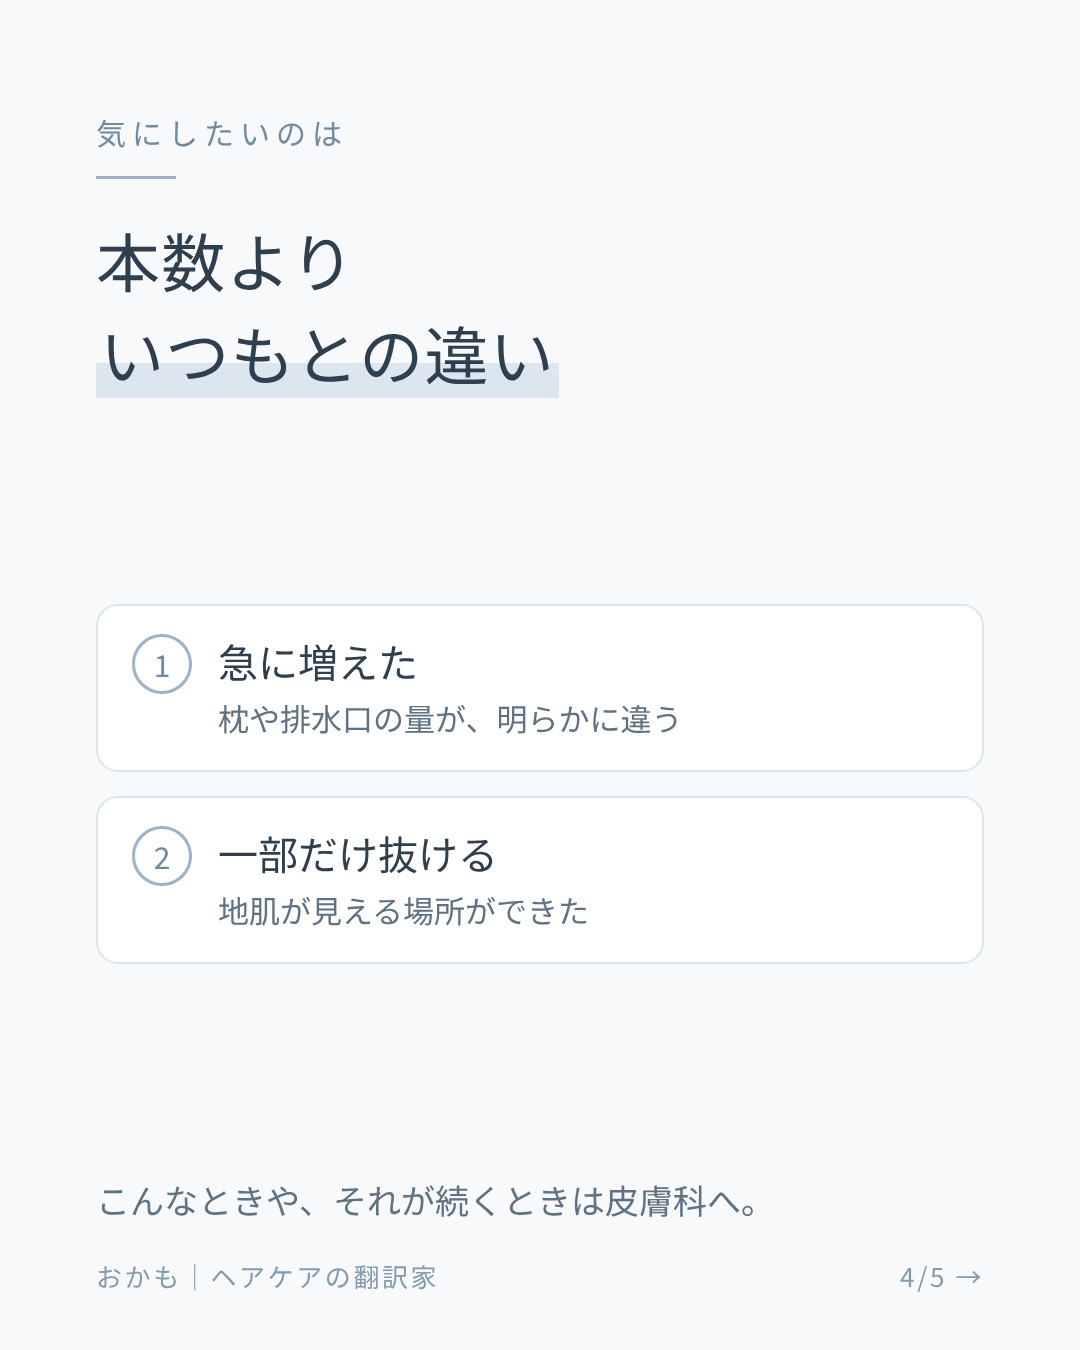 気にしたいのは
本数より
いつもとの違い
1 急に増えた
枕や排水口の量が、明らかに違う
2 一部だけ抜ける
地肌が見える場所ができた
こんなときや、それが続くときは皮膚科へ。
おかも｜ヘアケアの翻訳家 4/5 →